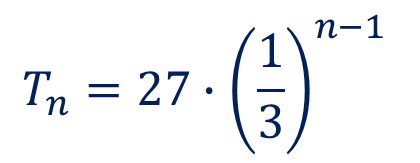 Tₙ = 27 · (1/3)ⁿ⁻¹